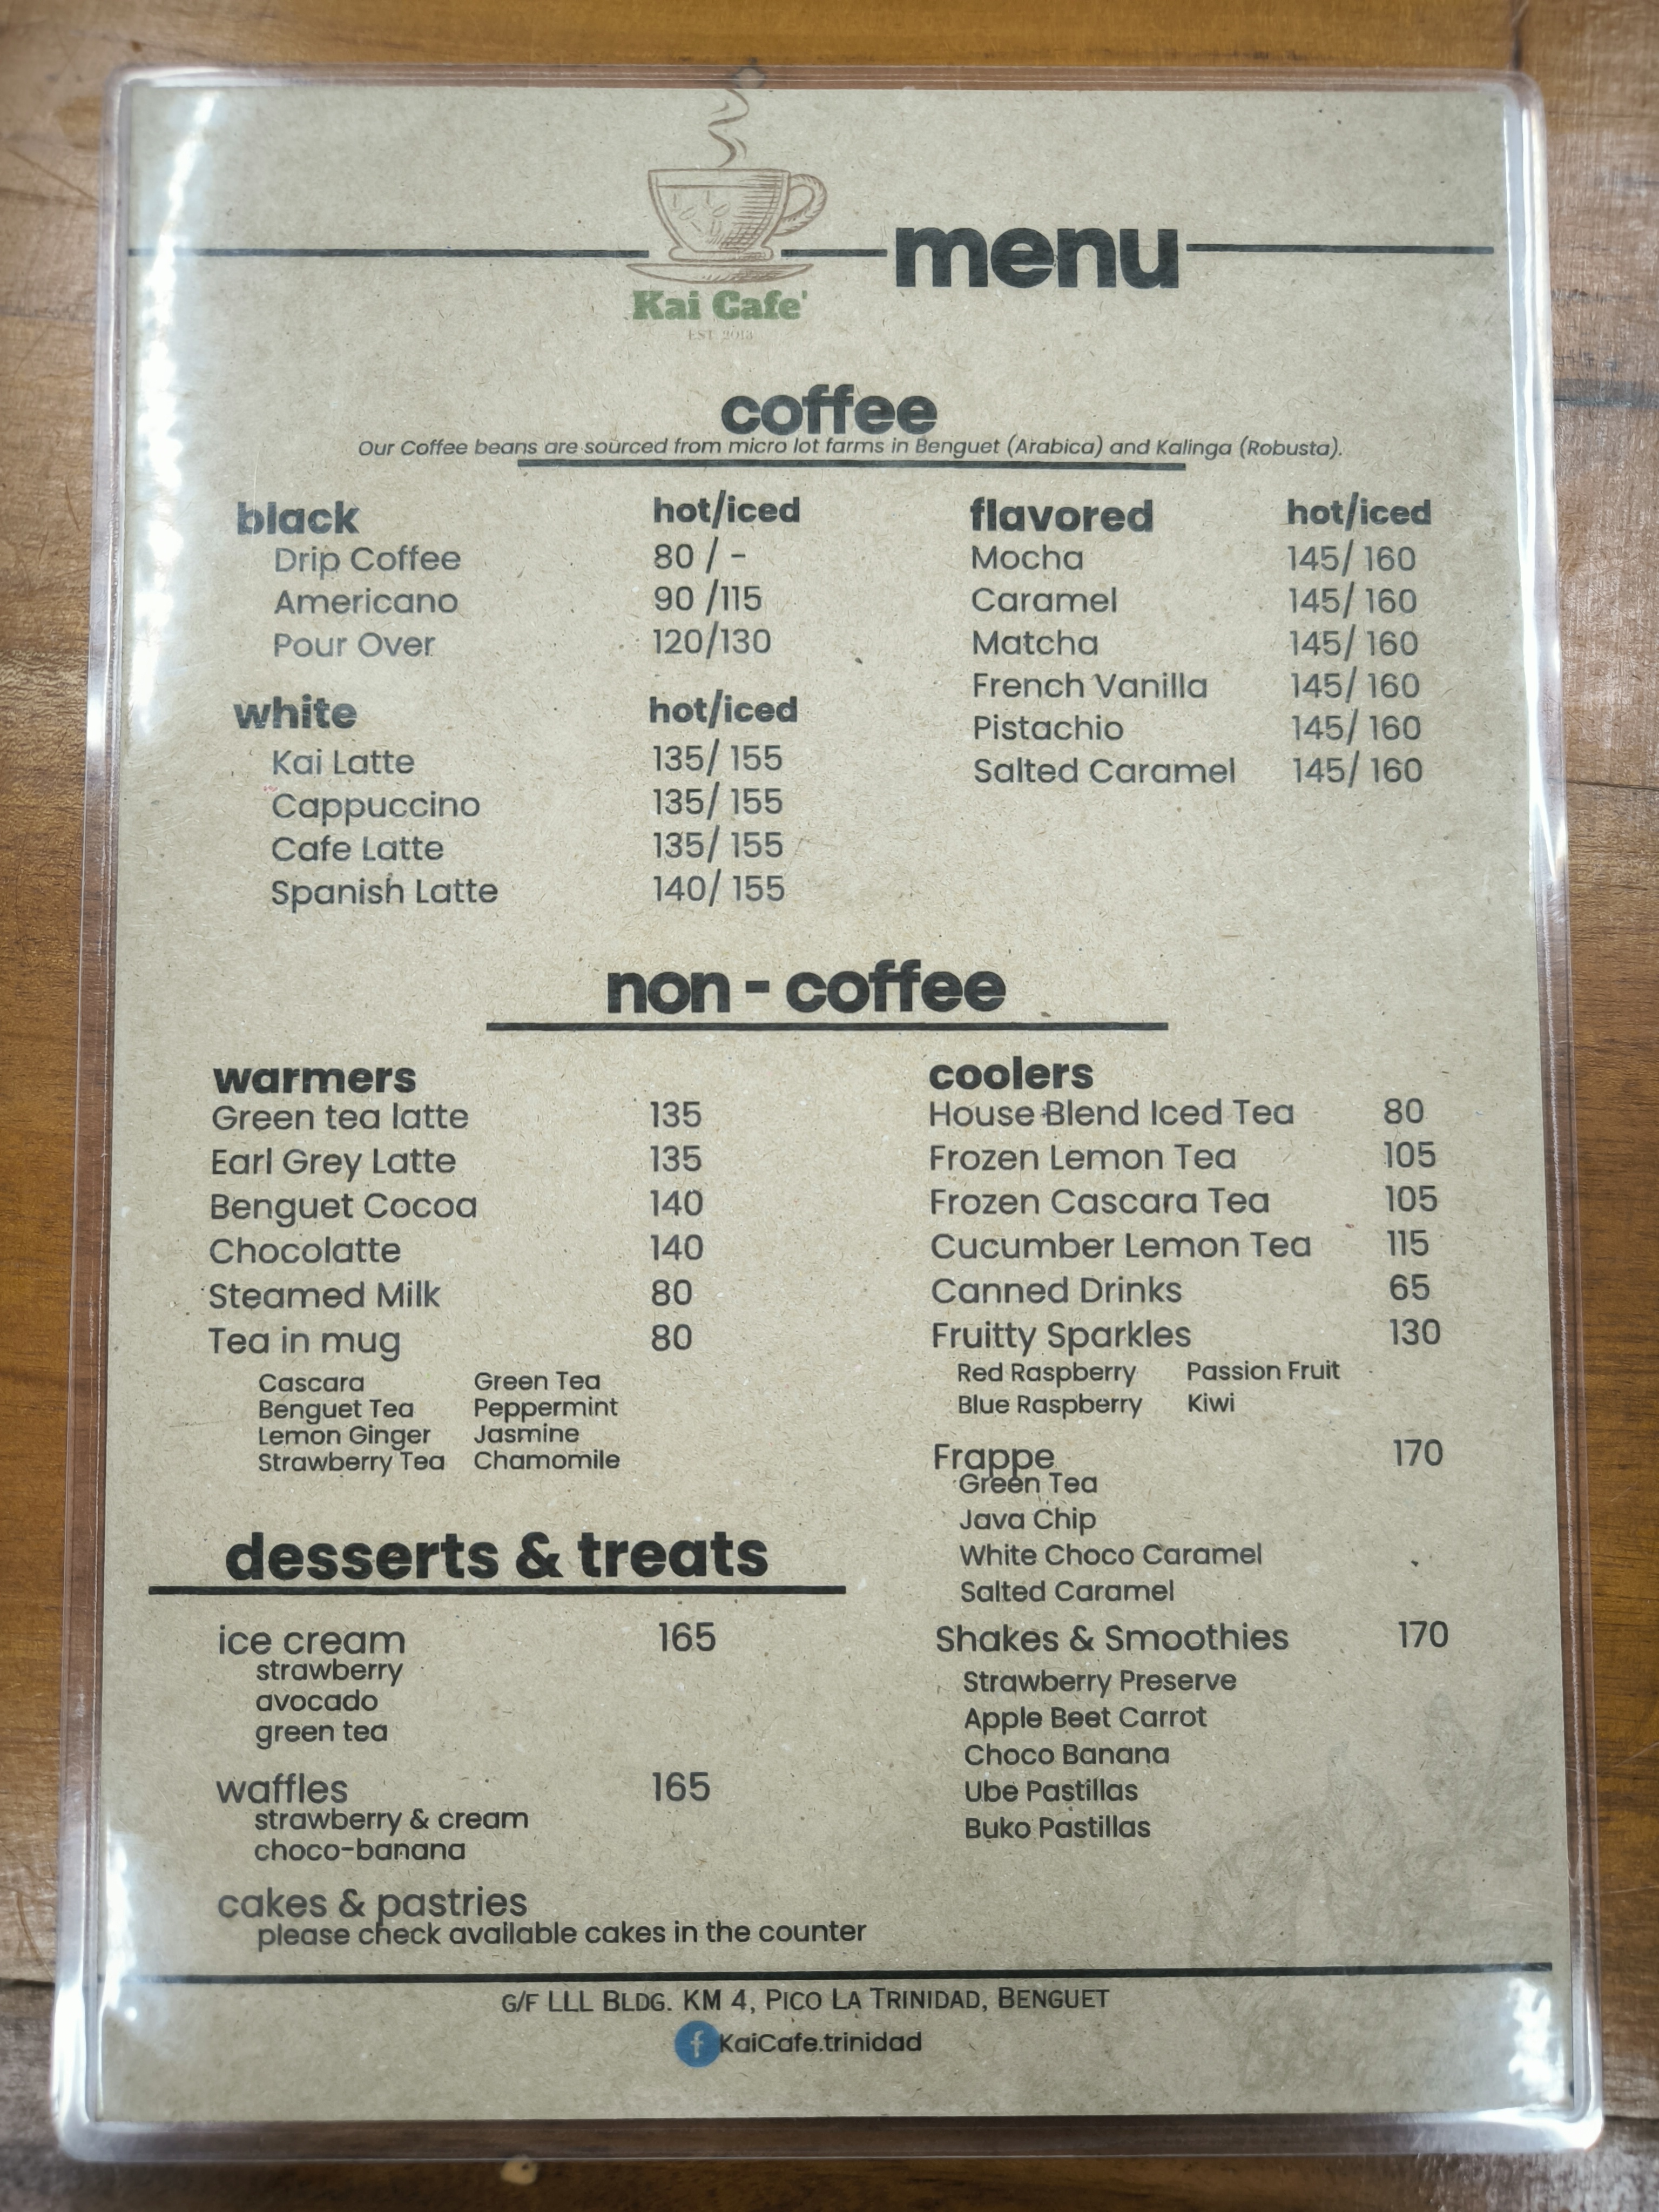 menu
Kai Cafe'
EST. 2018
coffee
Our Coffee beans are sourced from micro lot farms in Benguet (Arabica) and Kalinga (Robusta).
black hot/iced
Drip Coffee 80 / -
Americano 90 /115
Pour Over 120/130
white hot/iced
Kai Latte 135/ 155
Cappuccino 135/ 155
Cafe Latte 135/ 155
Spanish Latte 140/ 155
flavored hot/iced
Mocha 145/ 160
Caramel 145/ 160
Matcha 145/ 160
French Vanilla 145/ 160
Pistachio 145/ 160
Salted Caramel 145/ 160
non - coffee
warmers
Green tea latte 135
Earl Grey Latte 135
Benguet Cocoa 140
Chocolatte 140
Steamed Milk 80
Tea in mug 80
Cascara Green Tea
Benguet Tea Peppermint
Lemon Ginger Jasmine
Strawberry Tea Chamomile
coolers
House Blend Iced Tea 80
Frozen Lemon Tea 105
Frozen Cascara Tea 105
Cucumber Lemon Tea 115
Canned Drinks 65
Fruitty Sparkles 130
Red Raspberry Passion Fruit
Blue Raspberry Kiwi
Frappe 170
Green Tea
Java Chip
White Choco Caramel
Salted Caramel
Shakes & Smoothies 170
Strawberry Preserve
Apple Beet Carrot
Choco Banana
Ube Pastillas
Buko Pastillas
desserts & treats
ice cream 165
strawberry
avocado
green tea
waffles 165
strawberry & cream
choco-banana
cakes & pastries
please check available cakes in the counter
G/F LLL BLDG. KM 4, PICO LA TRINIDAD, BENGUET
KaiCafe.trinidad